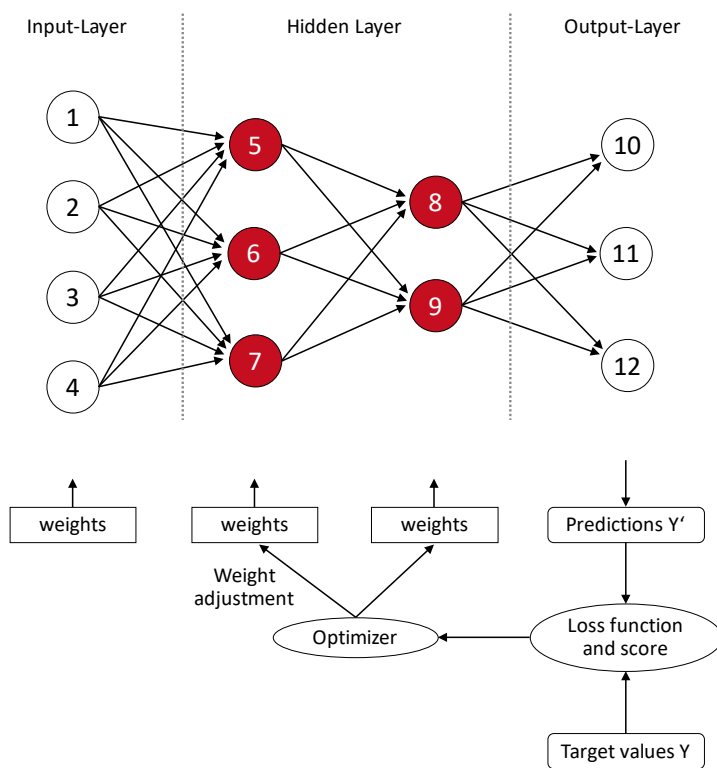 Input-Layer
Hidden Layer
Output-Layer
1
2
3
4
5
6
7
8
9
10
11
12
weights
weights
weights
Predictions Y‘
Weight
adjustment
Optimizer
Loss function
and score
Target values Y